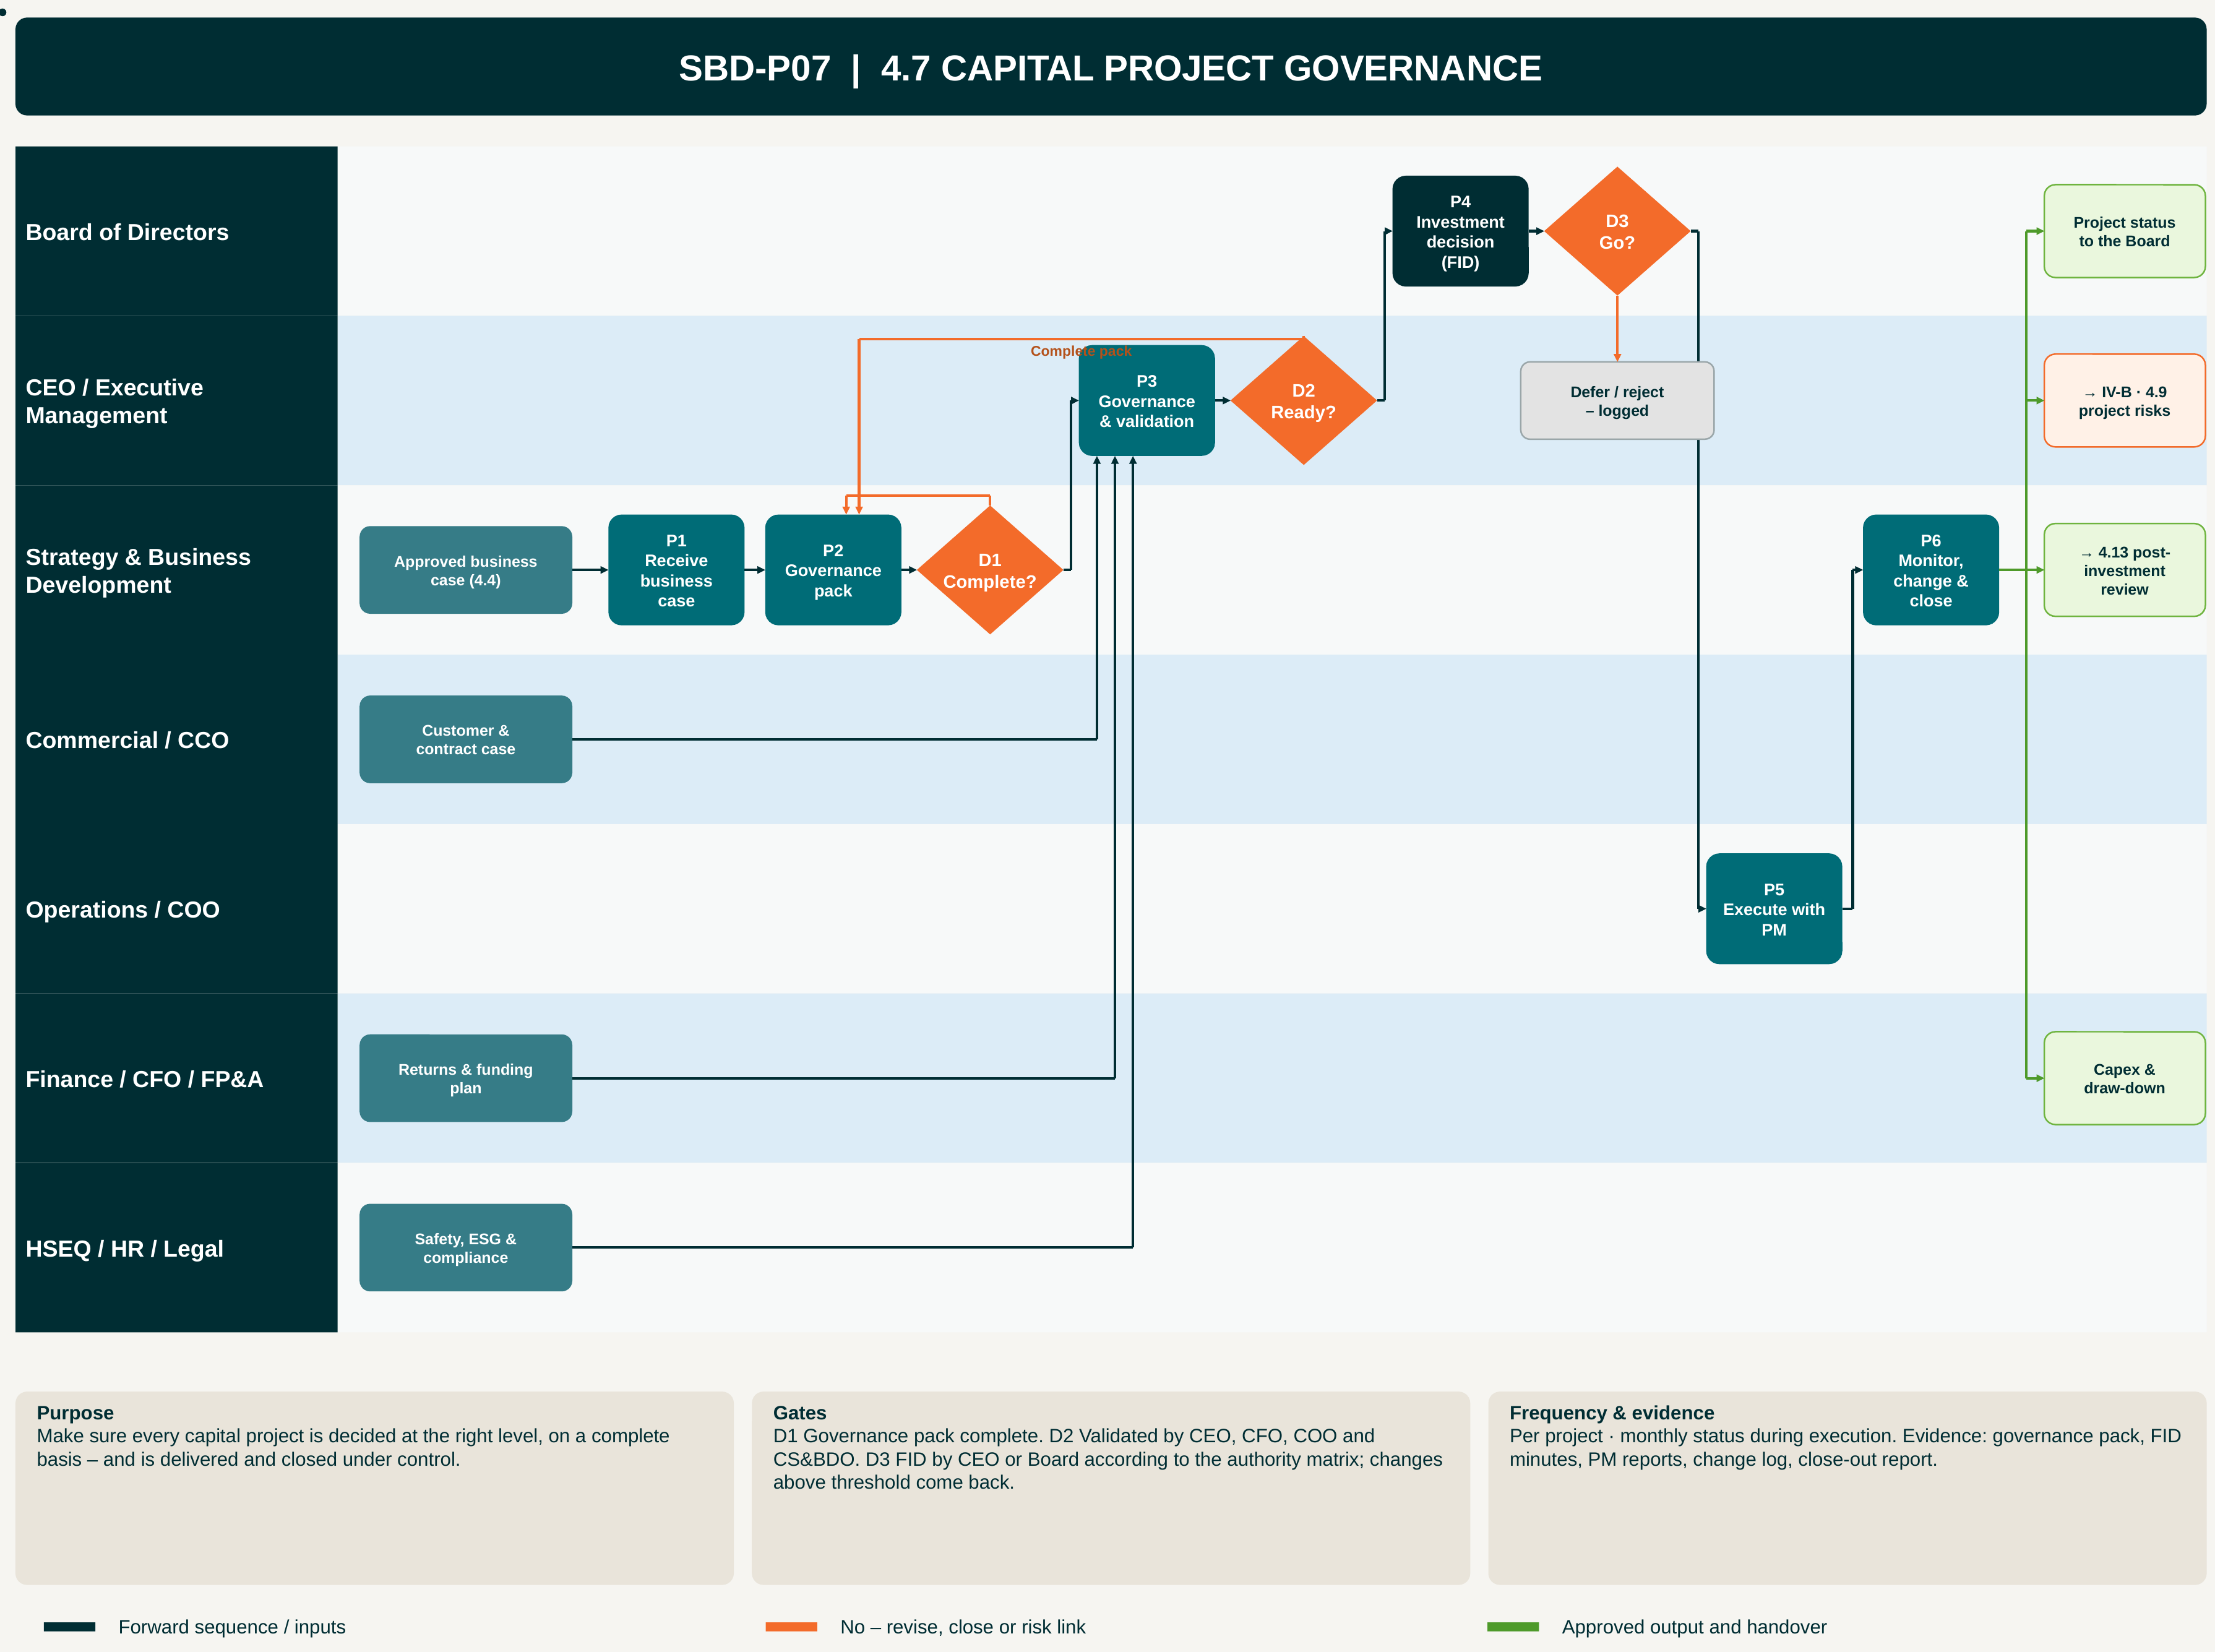 SBD-P07 | 4.7 CAPITAL PROJECT GOVERNANCE
Board of Directors
P4
Investment
decision
(FID)
D3
Go?
Project status
to the Board
CEO / Executive
Management
Complete pack
P3
Governance
& validation
D2
Ready?
Defer / reject
– logged
→ IV-B · 4.9
project risks
Strategy & Business
Development
Approved business
case (4.4)
P1
Receive
business
case
P2
Governance
pack
D1
Complete?
P6
Monitor,
change &
close
→ 4.13 post-
investment
review
Commercial / CCO
Customer &
contract case
Operations / COO
P5
Execute with
PM
Finance / CFO / FP&A
Returns & funding
plan
Capex &
draw-down
HSEQ / HR / Legal
Safety, ESG &
compliance
Purpose
Make sure every capital project is decided at the right level, on a complete
basis – and is delivered and closed under control.
Gates
D1 Governance pack complete. D2 Validated by CEO, CFO, COO and
CS&BDO. D3 FID by CEO or Board according to the authority matrix; changes
above threshold come back.
Frequency & evidence
Per project · monthly status during execution. Evidence: governance pack, FID
minutes, PM reports, change log, close-out report.
Forward sequence / inputs
No – revise, close or risk link
Approved output and handover